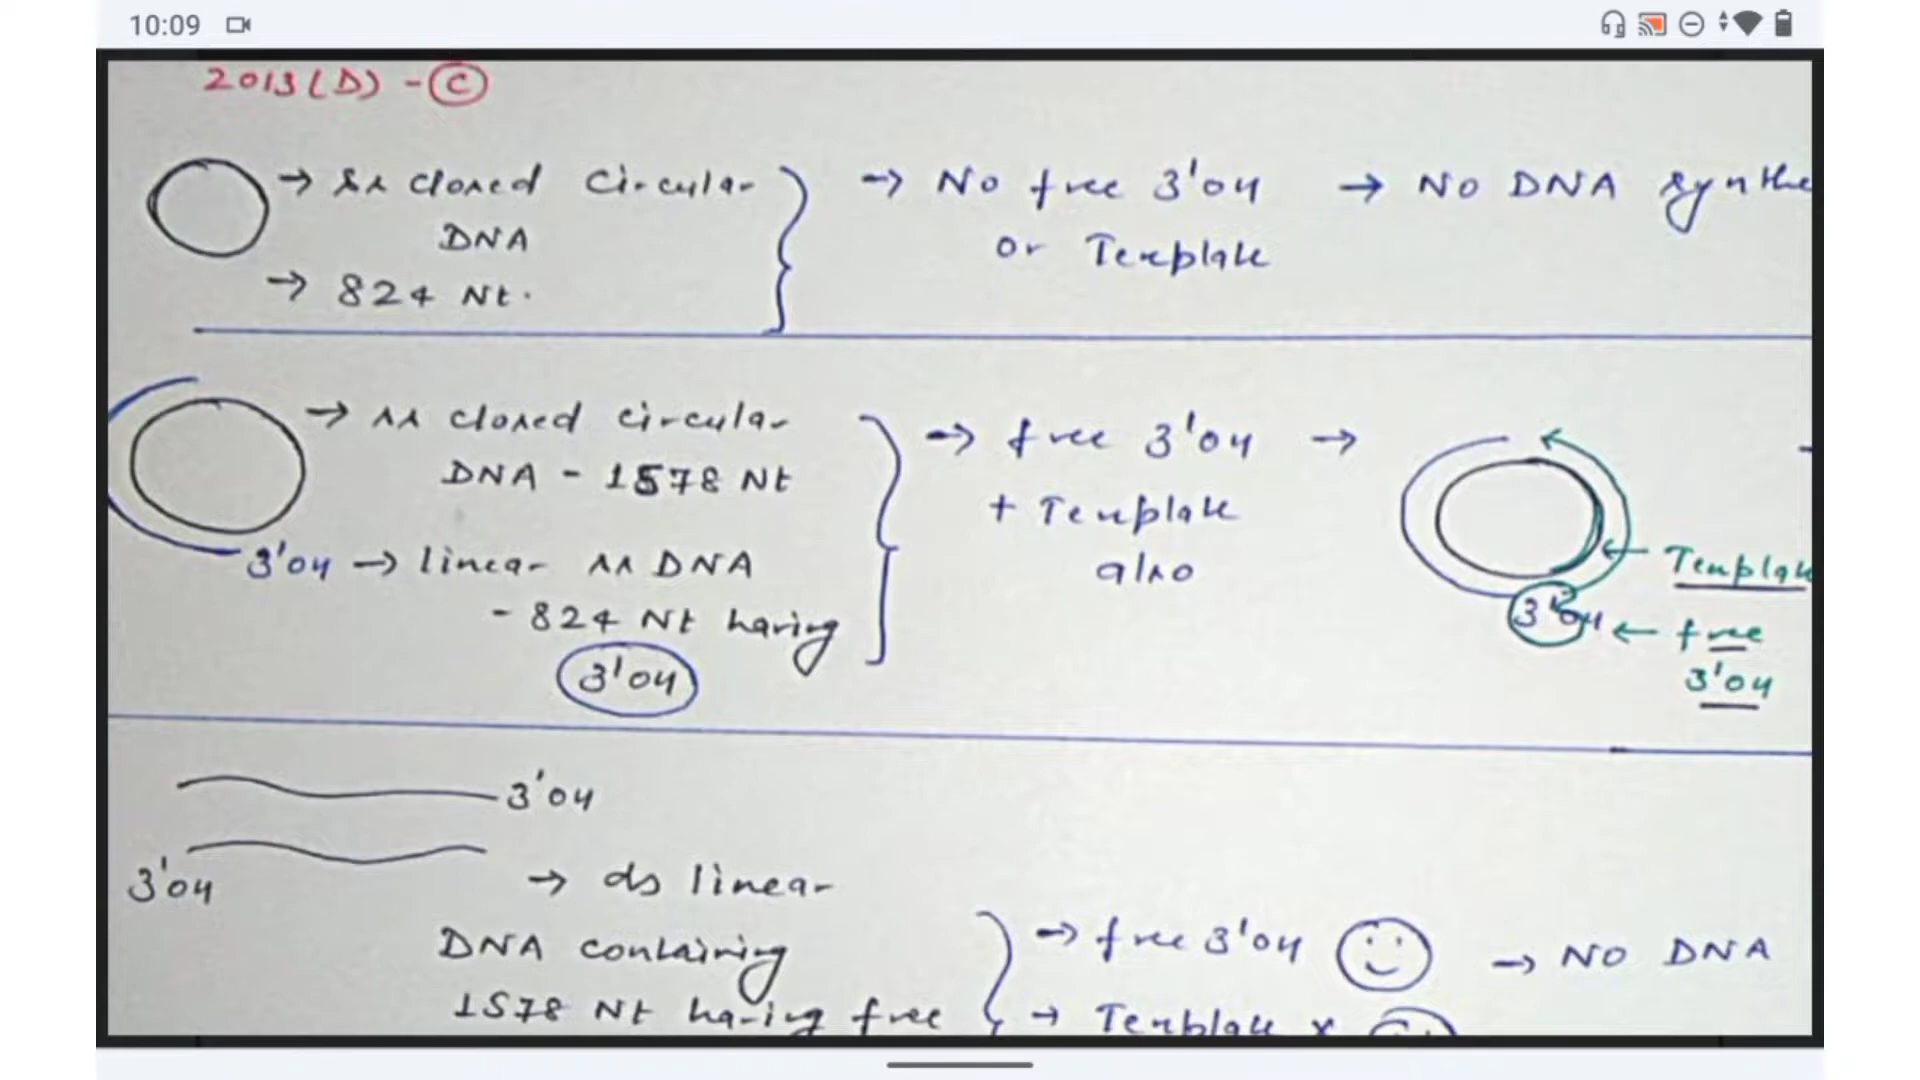 10:09
2013(D) - C
→ ss closed circular → No free 3'OH → No DNA synthe
DNA or Template
→ 824 Nt.
→ ss closed circular → free 3'OH →
DNA - 1578 Nt + Template
also
3'OH → linear ss DNA
- 824 Nt having
3'OH
Template
3'OH ← free
3'OH
3'OH
3'OH → ds linear
DNA containing → free 3'OH → NO DNA
1578 Nt having free → Template x